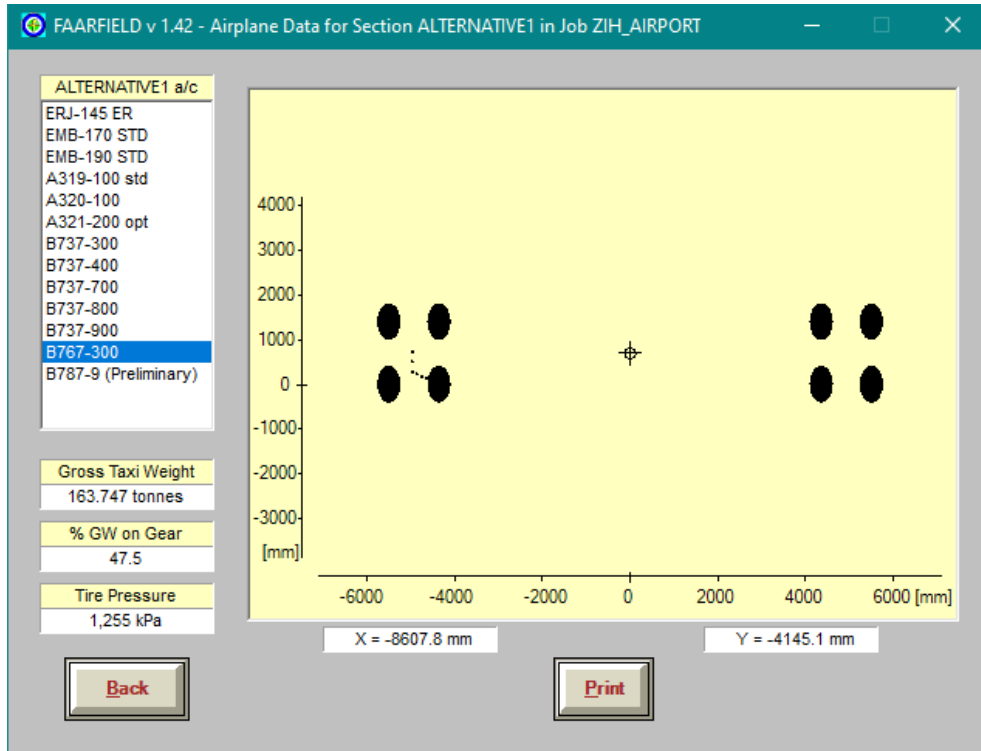 FAARFIELD v 1.42 - Airplane Data for Section ALTERNATIVE1 in Job ZIH_AIRPORT
ALTERNATIVE1 a/c
ERJ-145 ER
EMB-170 STD
EMB-190 STD
A319-100 std
A320-100
A321-200 opt
B737-300
B737-400
B737-700
B737-800
B737-900
B767-300
B787-9 (Preliminary)
Gross Taxi Weight
163.747 tonnes
% GW on Gear
47.5
Tire Pressure
1,255 kPa
4000
3000
2000
1000
0
-1000
-2000
-3000
[mm]
-6000 -4000 -2000 0 2000 4000 6000 [mm]
X = -8607.8 mm Y = -4145.1 mm
Back Print